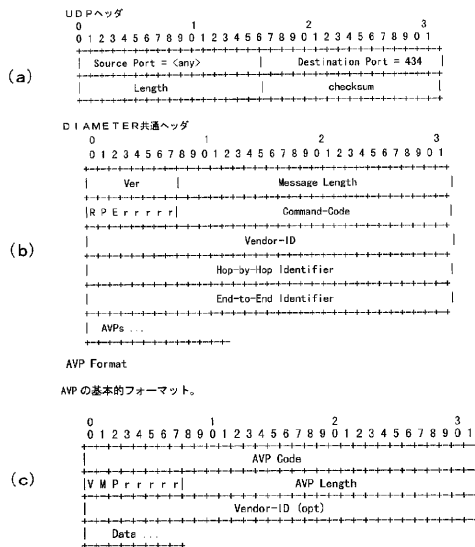 UDPヘッダ
0 1 2 3
0 1 2 3 4 5 6 7 8 9 0 1 2 3 4 5 6 7 8 9 0 1 2 3 4 5 6 7 8 9 0 1
(a)
Source Port = <any> Destination Port = 434
Length checksum
DIAMETER共通ヘッダ
0 1 2 3
0 1 2 3 4 5 6 7 8 9 0 1 2 3 4 5 6 7 8 9 0 1 2 3 4 5 6 7 8 9 0 1
Ver Message Length
R P E r r r r r Command-Code
(b)
Vendor-ID
Hop-by-Hop Identifier
End-to-End Identifier
AVPs ...
AVP Format
AVPの基本的フォーマット。
0 1 2 3
0 1 2 3 4 5 6 7 8 9 0 1 2 3 4 5 6 7 8 9 0 1 2 3 4 5 6 7 8 9 0 1
AVP Code
(c)
V M P r r r r r AVP Length
Vendor-ID (opt)
Data ...